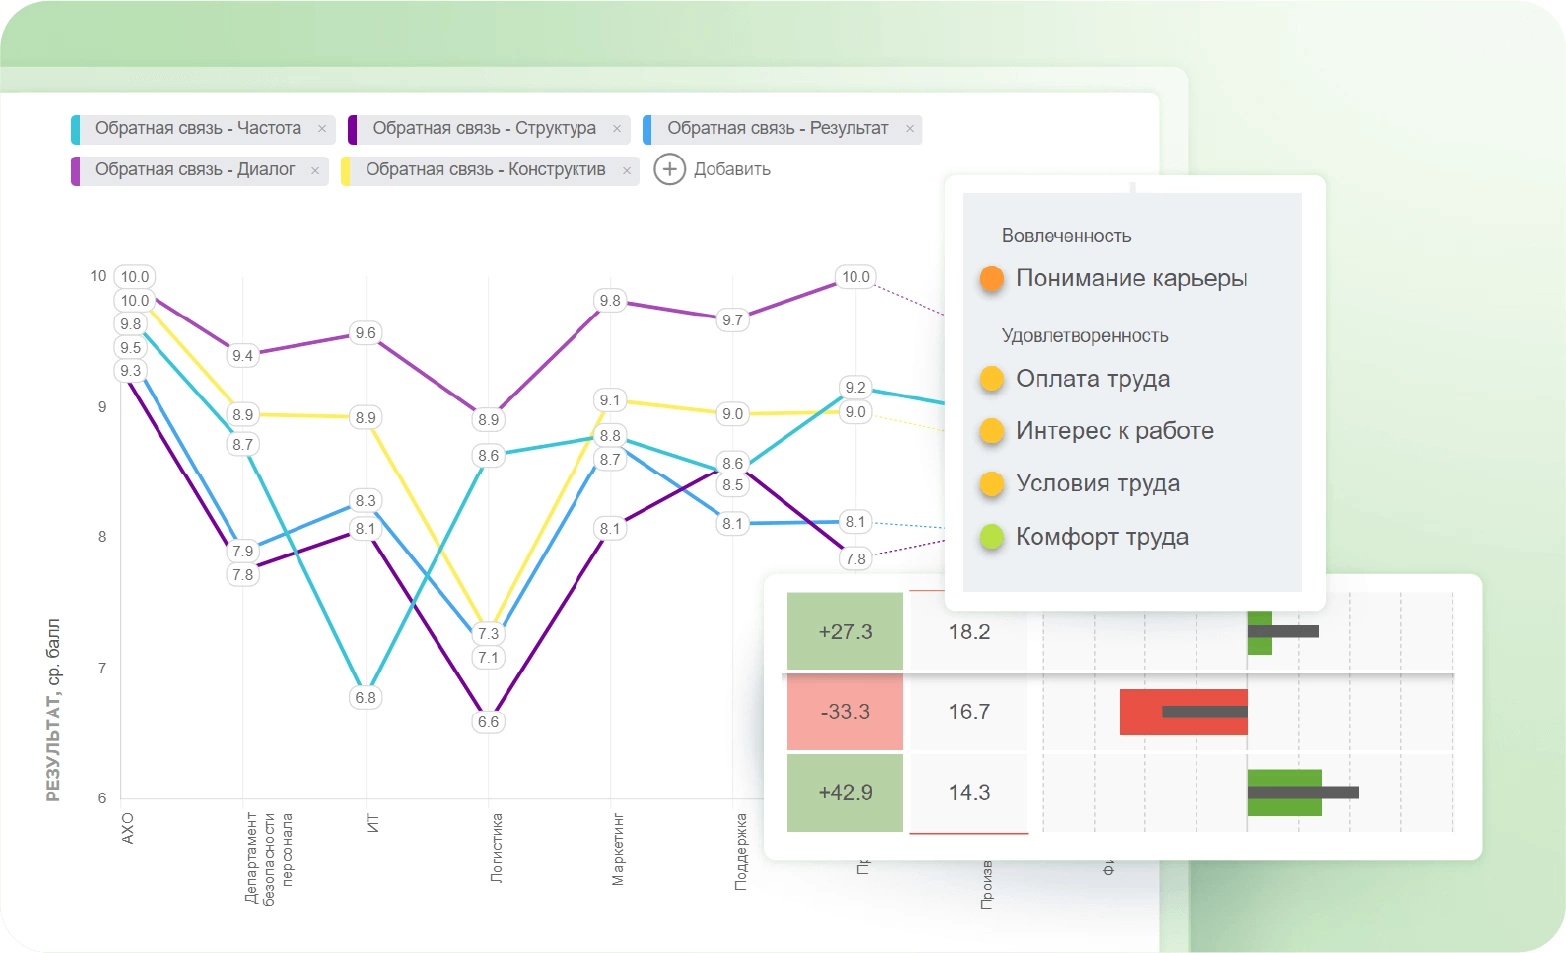 Обратная связь - Частота ×
Обратная связь - Структура ×
Обратная связь - Результат ×
Обратная связь - Диалог ×
Обратная связь - Конструктив ×
Добавить
РЕЗУЛЬТАТ, ср. балл
10
9
8
7
6
10.0
10.0
9.8
9.5
9.3
9.4
8.9
8.7
7.9
7.8
9.6
8.9
8.3
8.1
6.8
8.9
8.6
7.3
7.1
6.6
9.8
9.1
8.8
8.7
8.1
9.7
9.0
8.6
8.5
8.1
10.0
9.2
9.0
8.1
7.8
АХО
Департамент
безопасности
персонала
ИТ
Логистика
Маркетинг
Поддержка
Вовлеченность
Понимание карьеры
Удовлетворенность
Оплата труда
Интерес к работе
Условия труда
Комфорт труда
+27.3 18.2
-33.3 16.7
+42.9 14.3